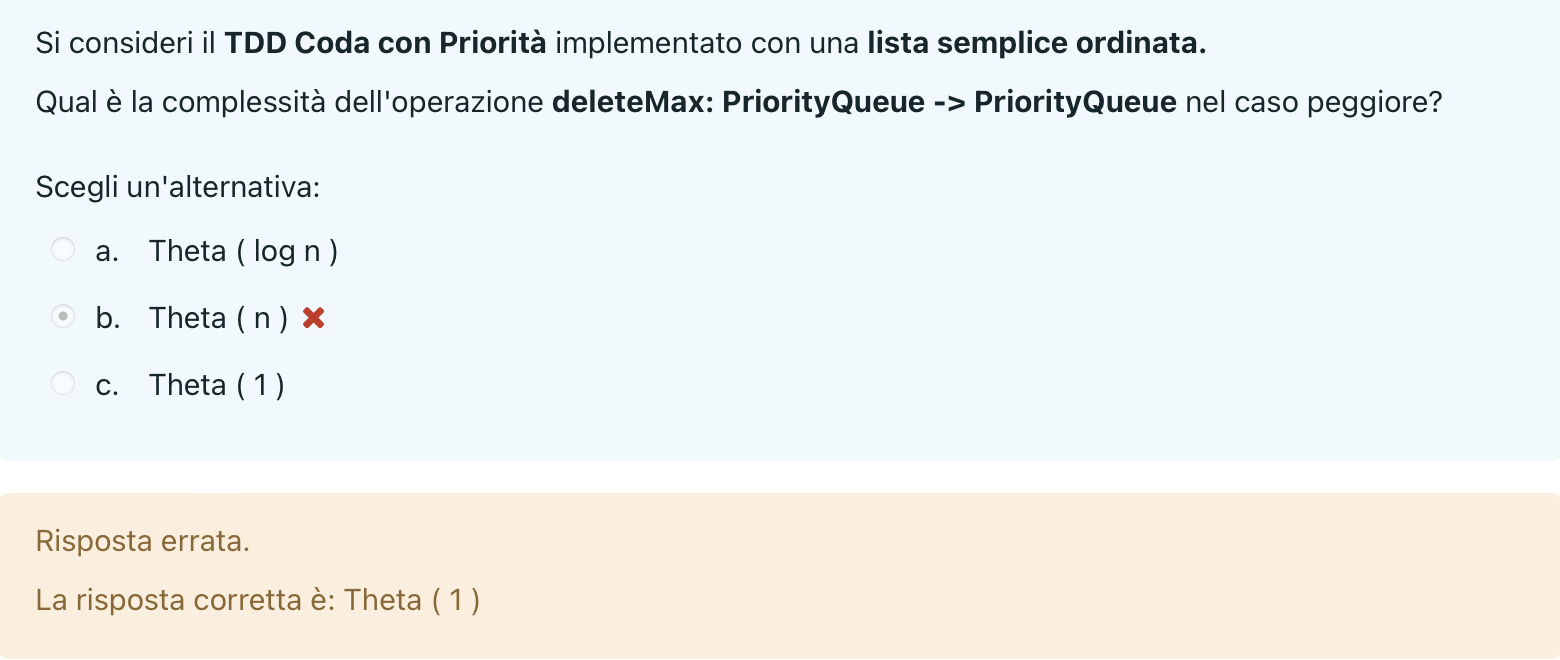 Si consideri il TDD Coda con Priorità implementato con una lista semplice ordinata.
Qual è la complessità dell'operazione deleteMax: PriorityQueue -> PriorityQueue nel caso peggiore?
Scegli un'alternativa:
a. Theta ( log n )
b. Theta ( n ) ✖
c. Theta ( 1 )
Risposta errata.
La risposta corretta è: Theta ( 1 )